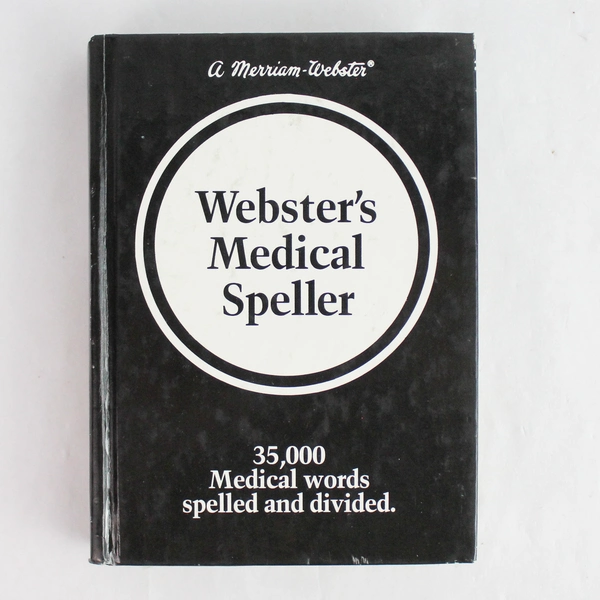 A Merriam-Webster®
Webster's
Medical
Speller
35,000
Medical words
spelled and divided.